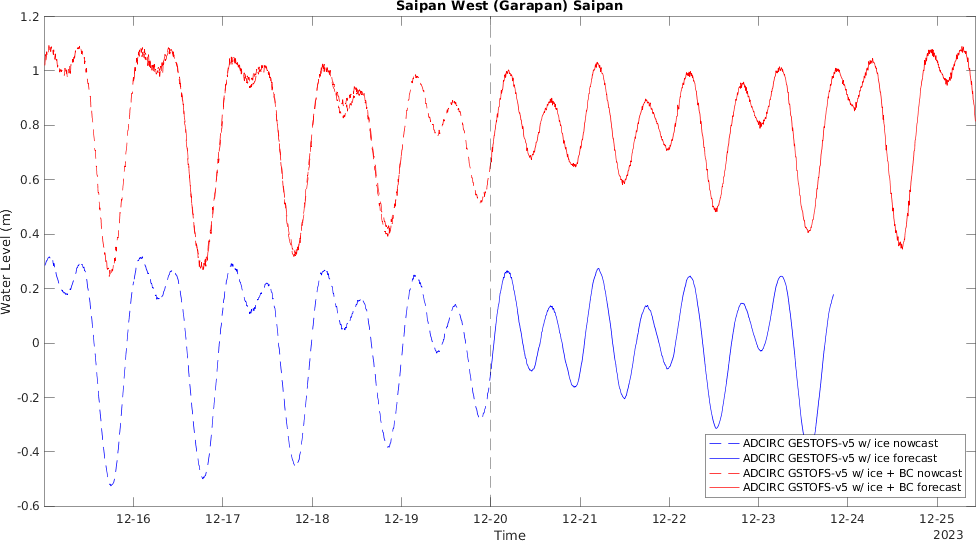 Saipan West (Garapan) Saipan
Water Level (m)
1.2
1
0.8
0.6
0.4
0.2
0
-0.2
-0.4
-0.6
ADCIRC GESTOFS-v5 w/ ice nowcast
ADCIRC GESTOFS-v5 w/ ice forecast
ADCIRC GSTOFS-v5 w/ ice + BC nowcast
ADCIRC GSTOFS-v5 w/ ice + BC forecast
12-16 12-17 12-18 12-19 12-20 12-21 12-22 12-23 12-24 12-25
Time 2023